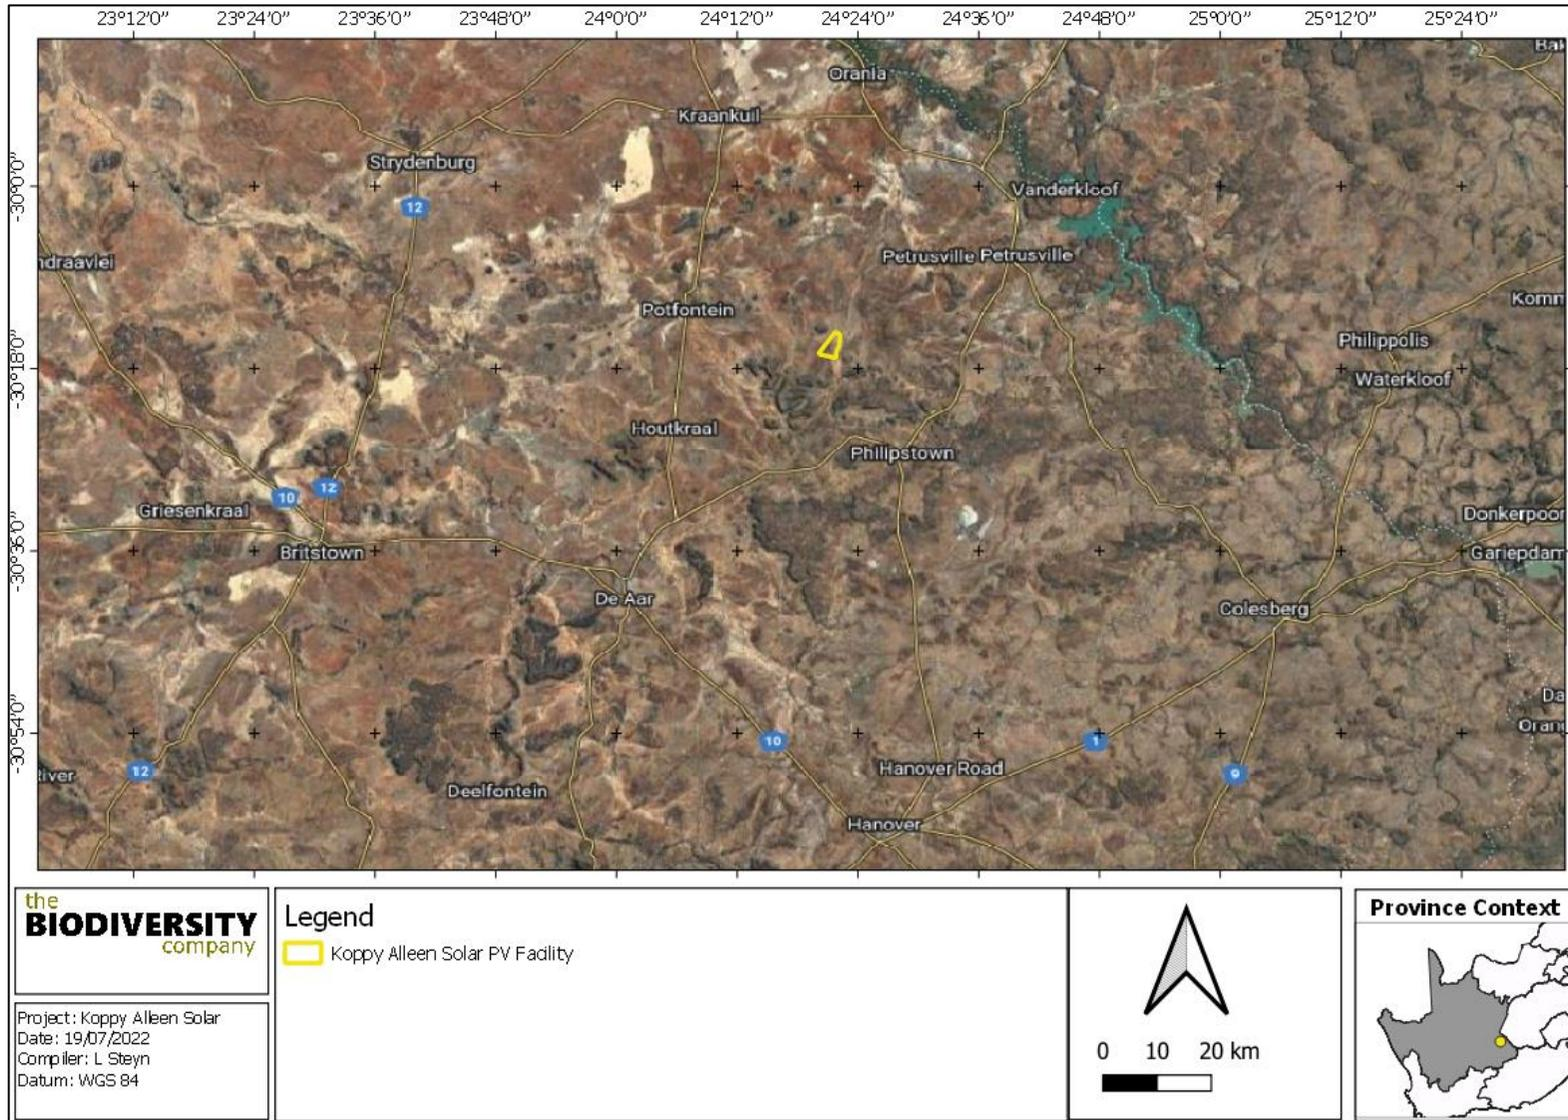 23°12'0" 23°24'0" 23°36'0" 23°48'0" 24°0'0" 24°12'0" 24°24'0" 24°36'0" 24°48'0" 25°0'0" 25°12'0" 25°24'0"
-30°0'0"
-30°18'0"
-30°36'0"
-30°54'0"
Orania
Kraankuil
Strydenburg
12
Vanderkloof
Petrusville Petrusville
ndraavlei
Komm
Potfontein
Philippolis
Waterkloof
Houtkraal
Philipstown
10
12
Griesenkraal
Donkerpoor
Britstown
Gariepdam
De Aar
Colesberg
Da
Oran
12
10
1
9
River
Hanover Road
Deelfontein
Hanover
the
BIODIVERSITY
company
Project: Koppy Alleen Solar
Date: 19/07/2022
Compiler: L Steyn
Datum: WGS 84
Legend
Koppy Alleen Solar PV Facility
0 10 20 km
Province Context